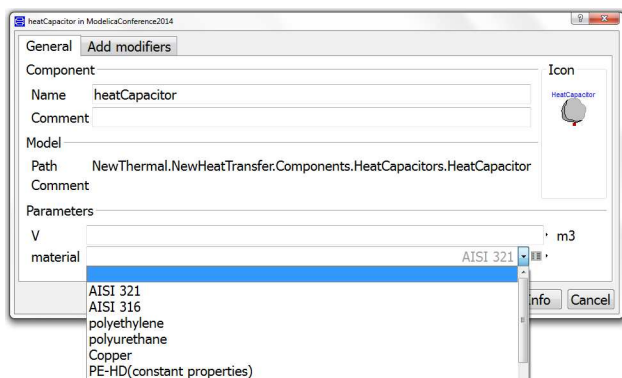 heatCapacitor in ModelicaConference2014
General Add modifiers
Component Icon
Name heatCapacitor
HeatCapacitor
Comment
Model
Path NewThermal.NewHeatTransfer.Components.HeatCapacitors.HeatCapacitor
Comment
Parameters
V m3
material AISI 321
AISI 321
AISI 316
polyethylene
polyurethane
Copper
PE-HD(constant properties)
Info Cancel